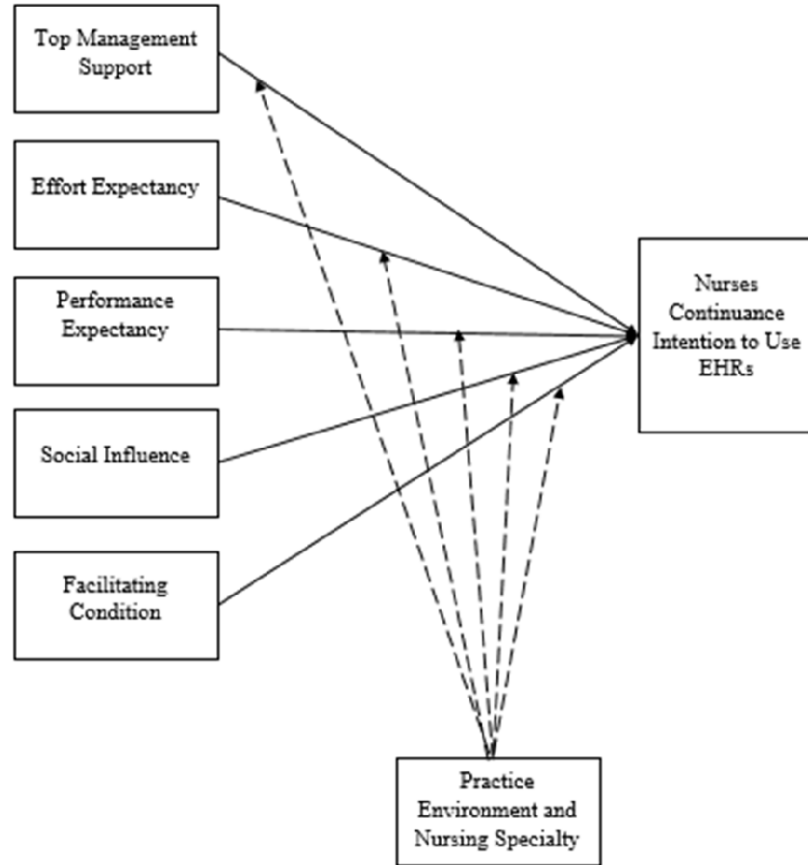 Top Management
Support
Effort Expectancy
Performance
Expectancy
Social Influence
Facilitating
Condition
Nurses
Continuance
Intention to Use
EHRs
Practice
Environment and
Nursing Specialty